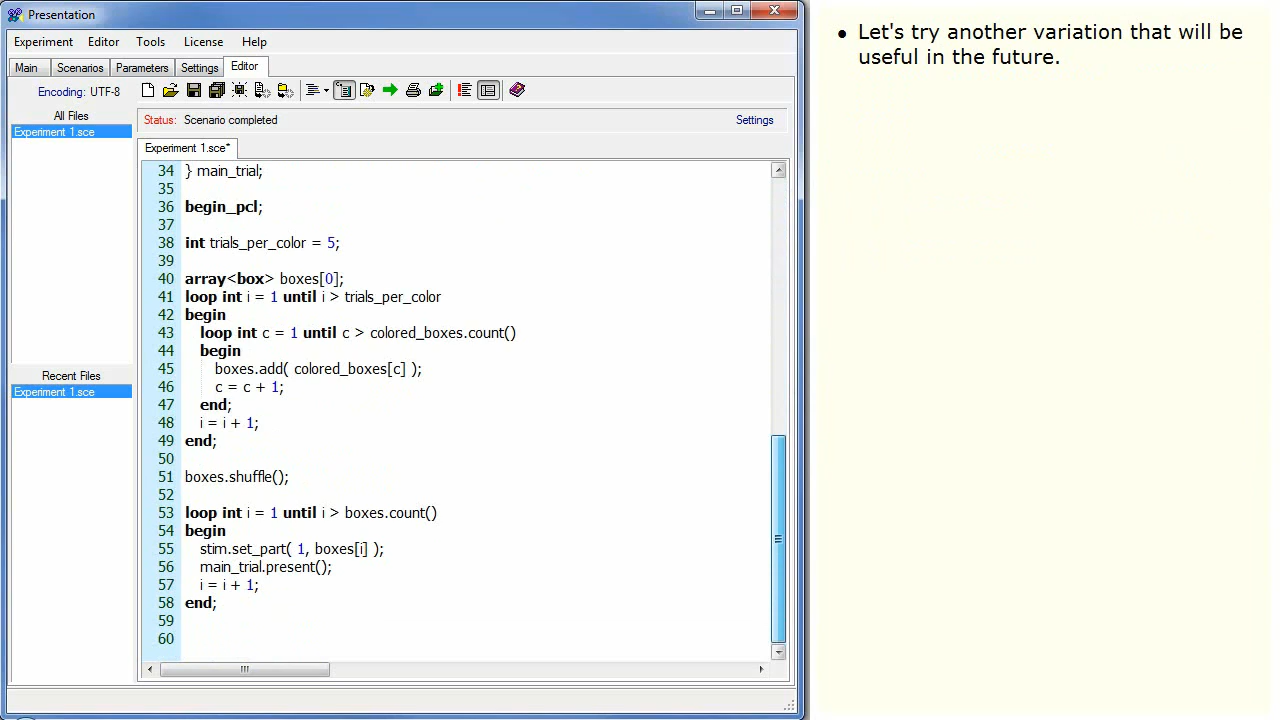 Presentation
Experiment Editor Tools License Help
Main Scenarios Parameters Settings Editor
Encoding: UTF-8
All Files
Experiment 1.sce
Recent Files
Experiment 1.sce
Status: Scenario completed Settings
Experiment 1.sce*
34 } main_trial;
35
36 begin_pcl;
37
38 int trials_per_color = 5;
39
40 array<box> boxes[0];
41 loop int i = 1 until i > trials_per_color
42 begin
43 loop int c = 1 until c > colored_boxes.count()
44 begin
45 boxes.add( colored_boxes[c] );
46 c = c + 1;
47 end;
48 i = i + 1;
49 end;
50
51 boxes.shuffle();
52
53 loop int i = 1 until i > boxes.count()
54 begin
55 stim.set_part( 1, boxes[i] );
56 main_trial.present();
57 i = i + 1;
58 end;
59
60
• Let's try another variation that will be
useful in the future.